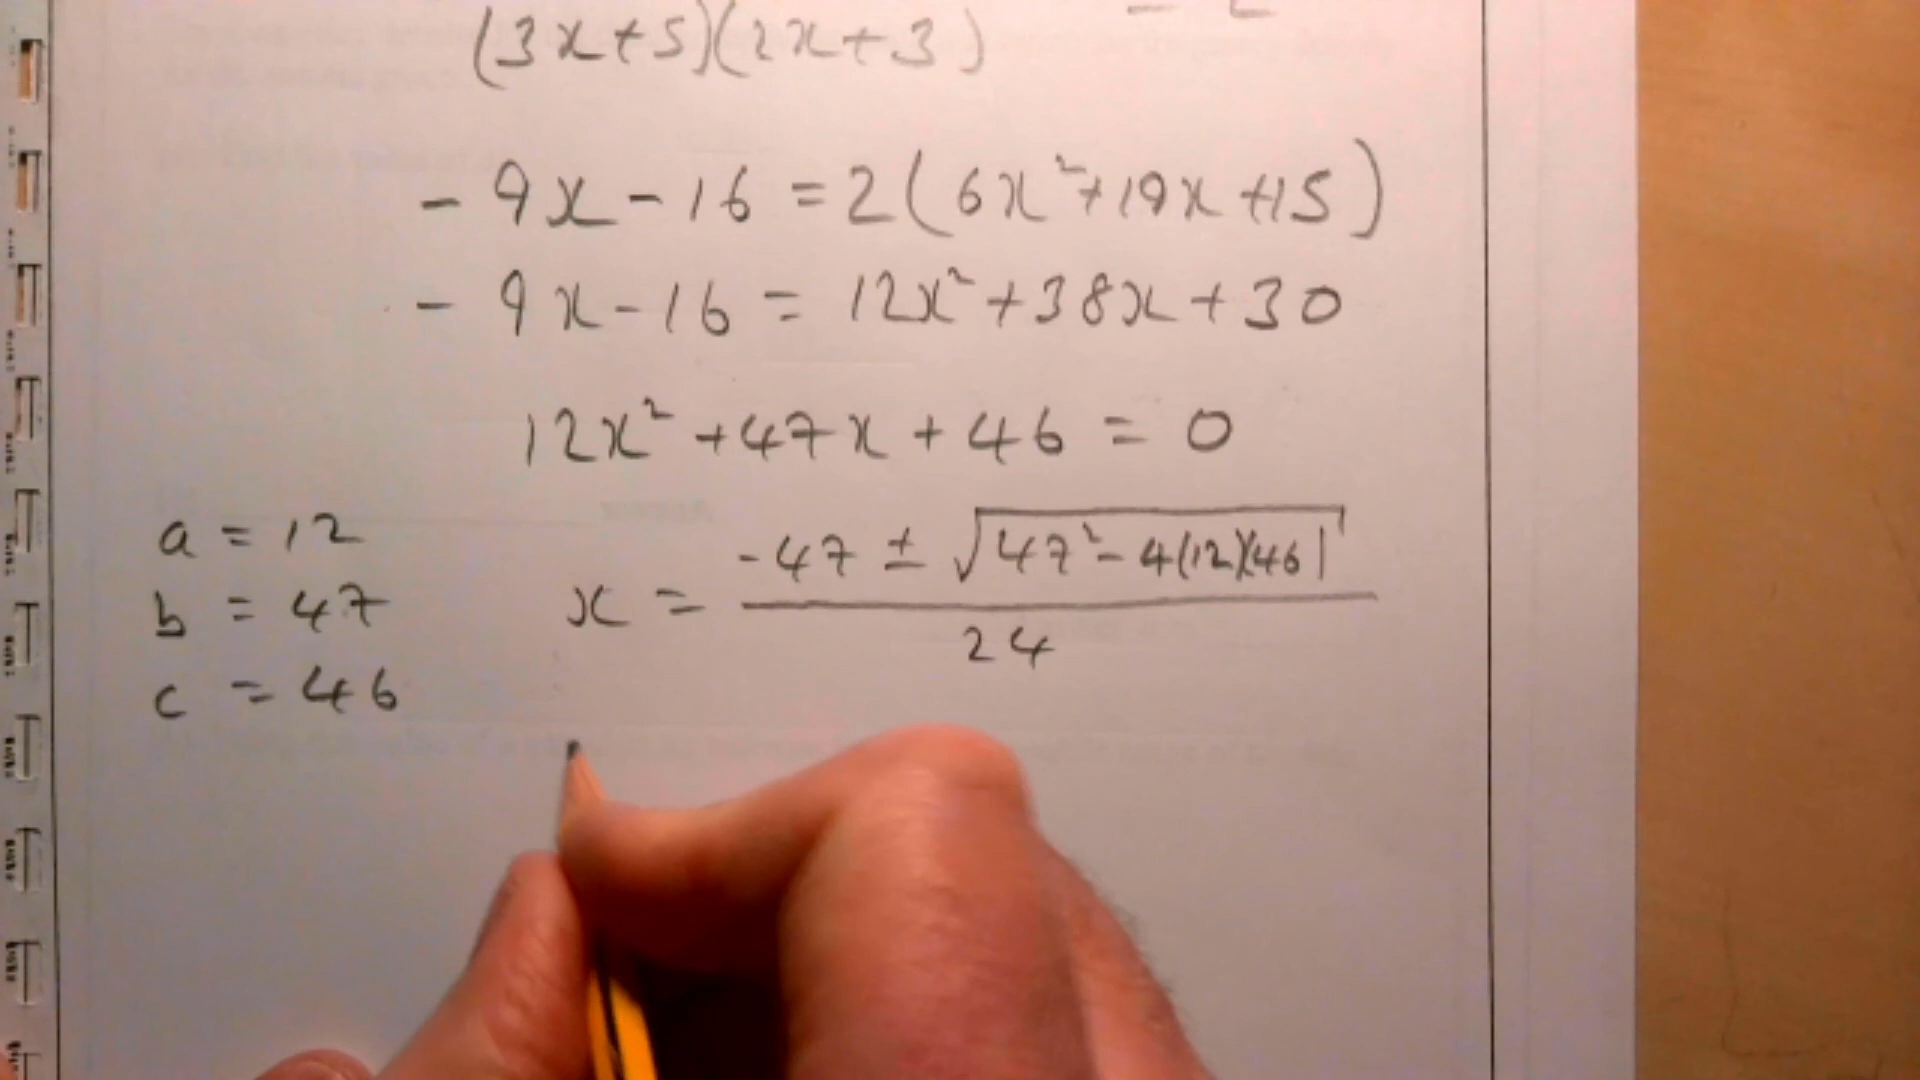 (3x+5)(2x+3)
- 9x - 16 = 2(6x²+19x+15)
- 9x - 16 = 12x² + 38x + 30
12x² + 47x + 46 = 0
a = 12
b = 47
c = 46
x = -47 ± √47² - 4(12)(46)
24